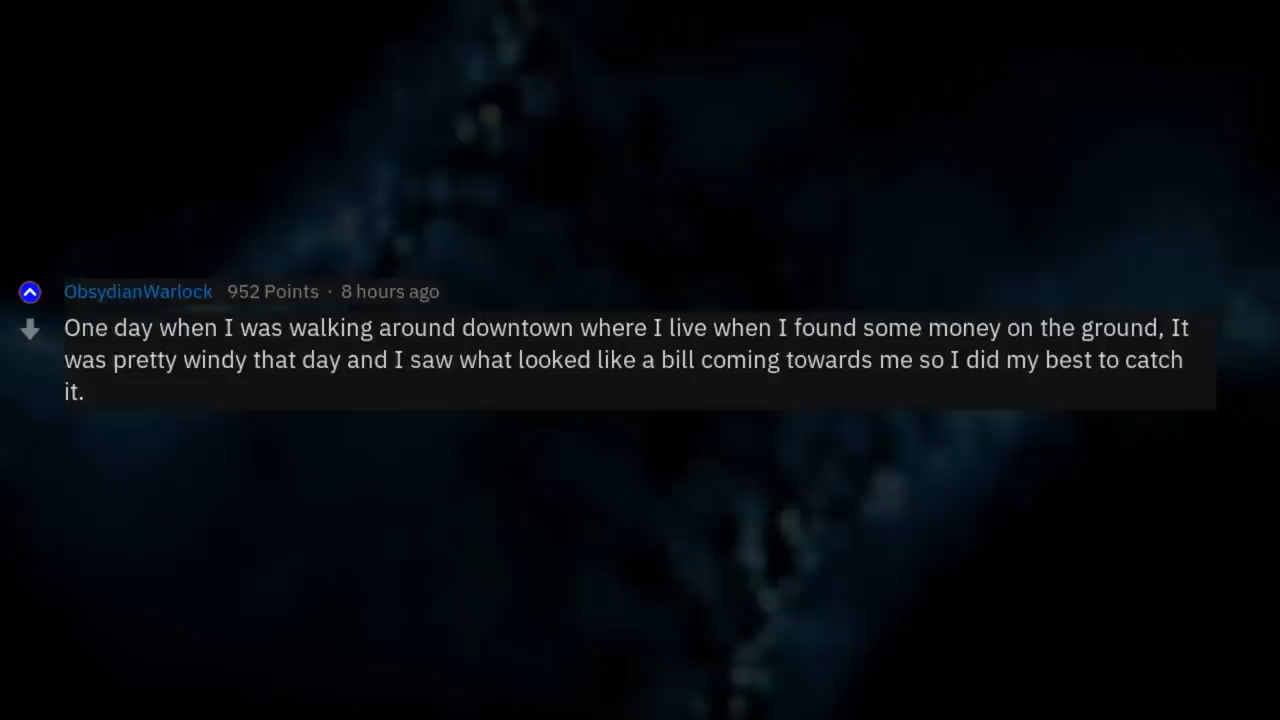 ObsydianWarlock 952 Points · 8 hours ago
One day when I was walking around downtown where I live when I found some money on the ground, It
was pretty windy that day and I saw what looked like a bill coming towards me so I did my best to catch
it.